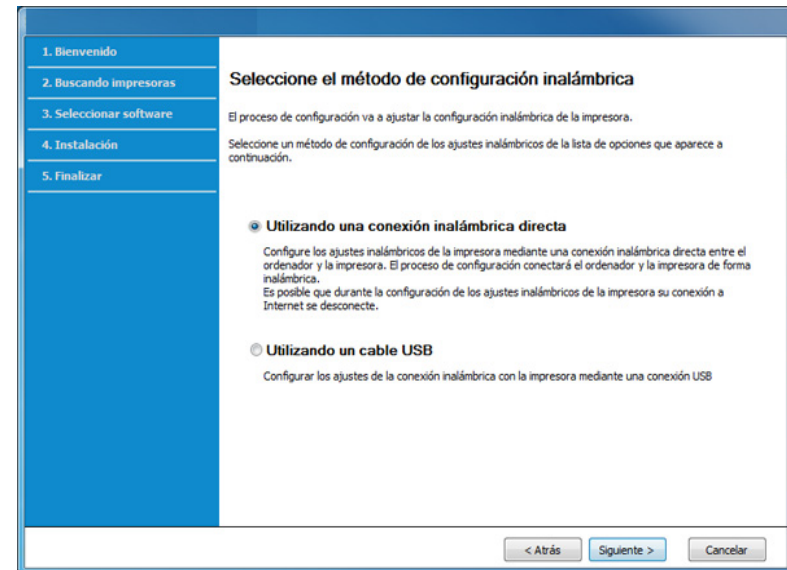 1. Bienvenido
2. Buscando impresoras
3. Seleccionar software
4. Instalación
5. Finalizar
Seleccione el método de configuración inalámbrica
El proceso de configuración va a ajustar la configuración inalámbrica de la impresora.
Seleccione un método de configuración de los ajustes inalámbricos de la lista de opciones que aparece a
continuación.
Utilizando una conexión inalámbrica directa
Configure los ajustes inalámbricos de la impresora mediante una conexión inalámbrica directa entre el
ordenador y la impresora. El proceso de configuración conectará el ordenador y la impresora de forma
inalámbrica.
Es posible que durante la configuración de los ajustes inalámbricos de la impresora su conexión a
Internet se desconecte.
Utilizando un cable USB
Configurar los ajustes de la conexión inalámbrica con la impresora mediante una conexión USB
< Atrás
Siguiente >
Cancelar